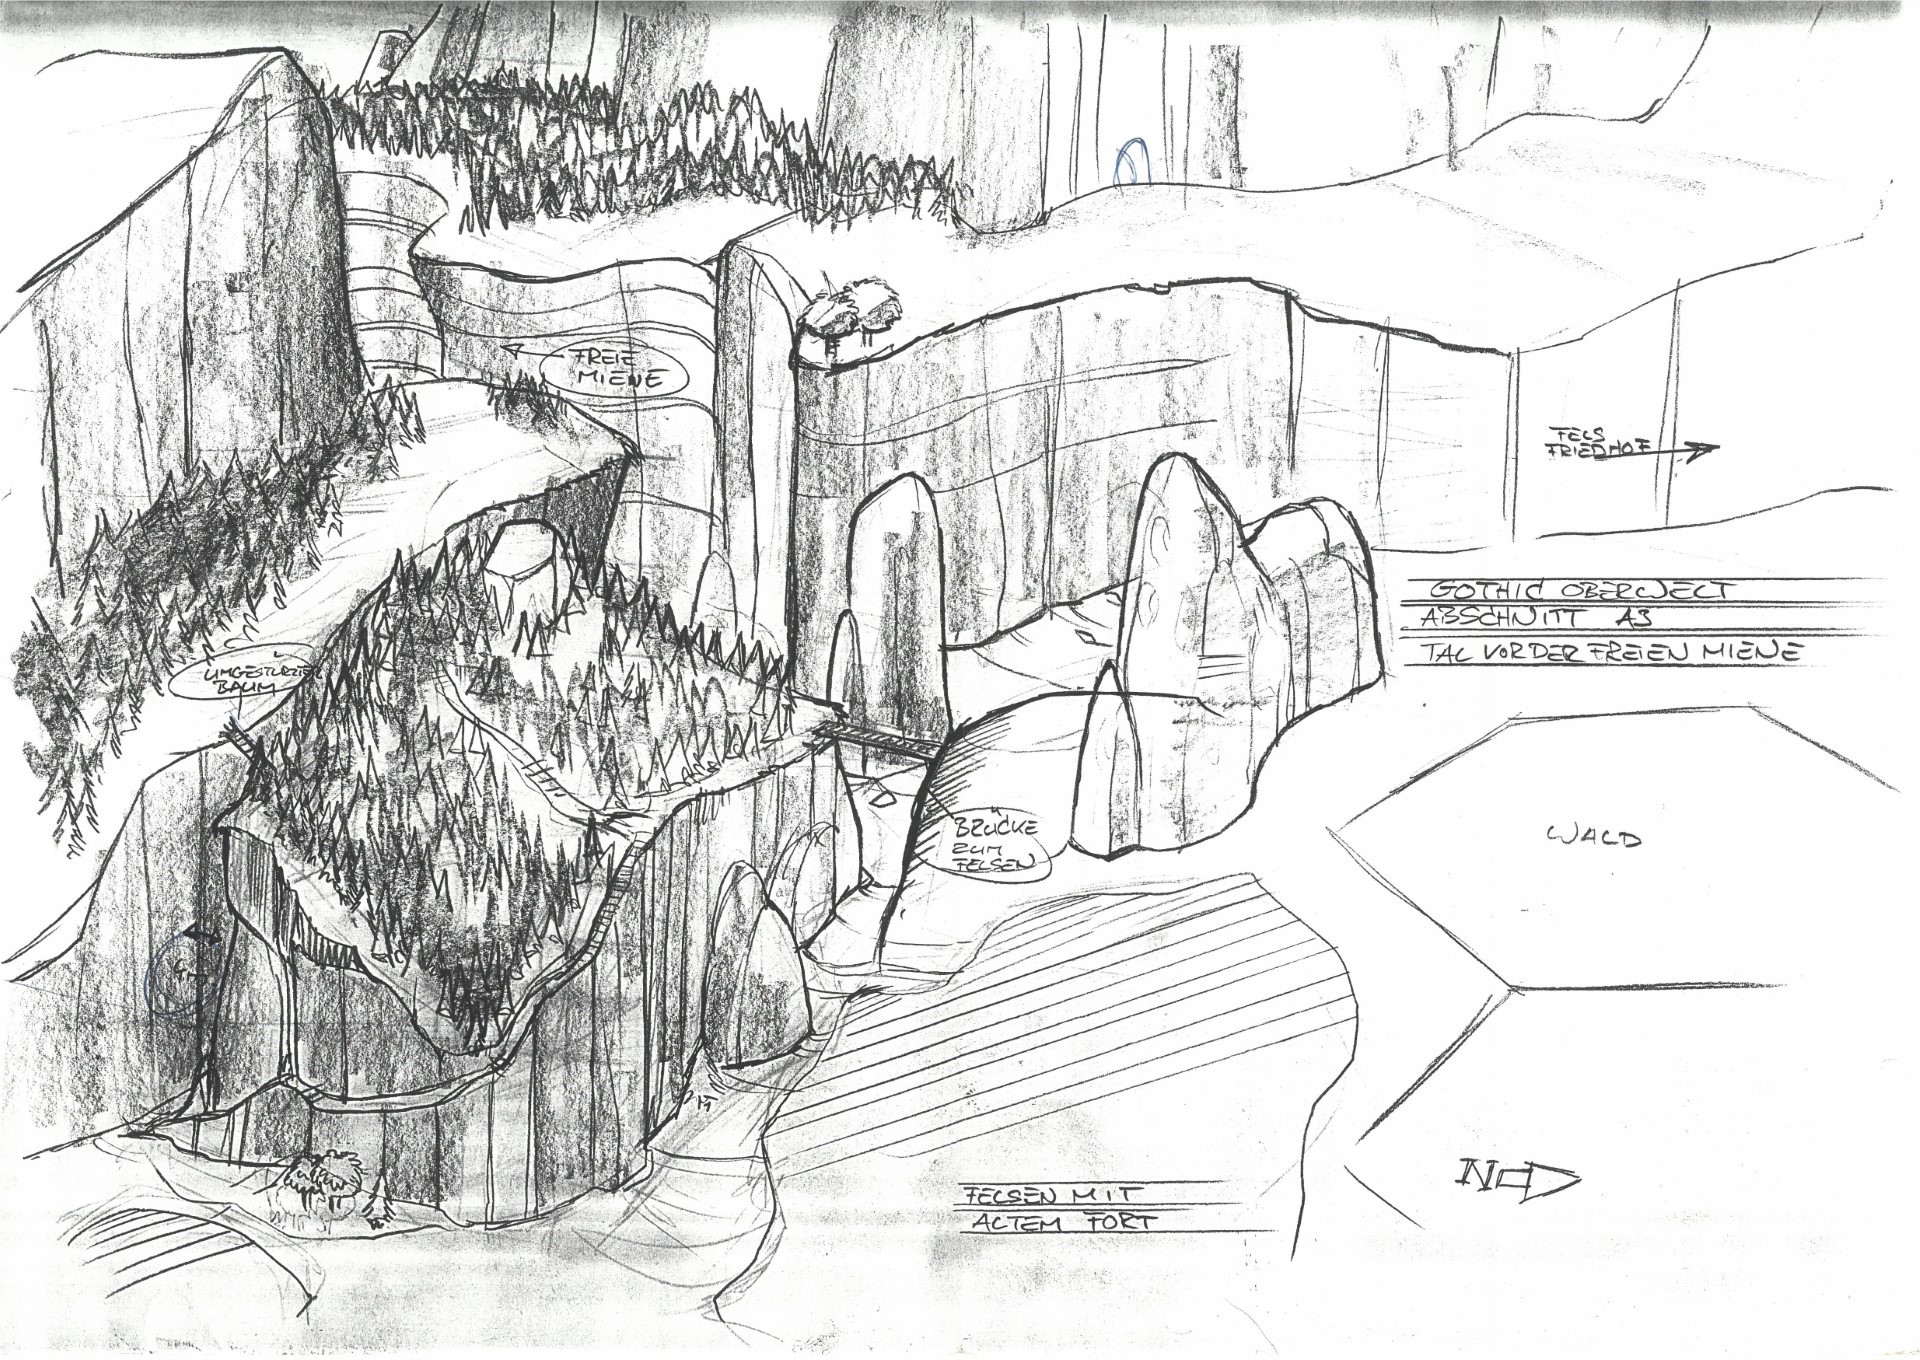 FREIE
MIENE
FELS
FRIEDHOF
GOTHIC OBERWELT
ABSCHNITT A3
TAL VOR DER FREIEN MIENE
UMGESTÜRZTER
BAUM
BRÜCKE
ZUM
FELSEN
WALD
FELSEN MIT
ALTEM FORT